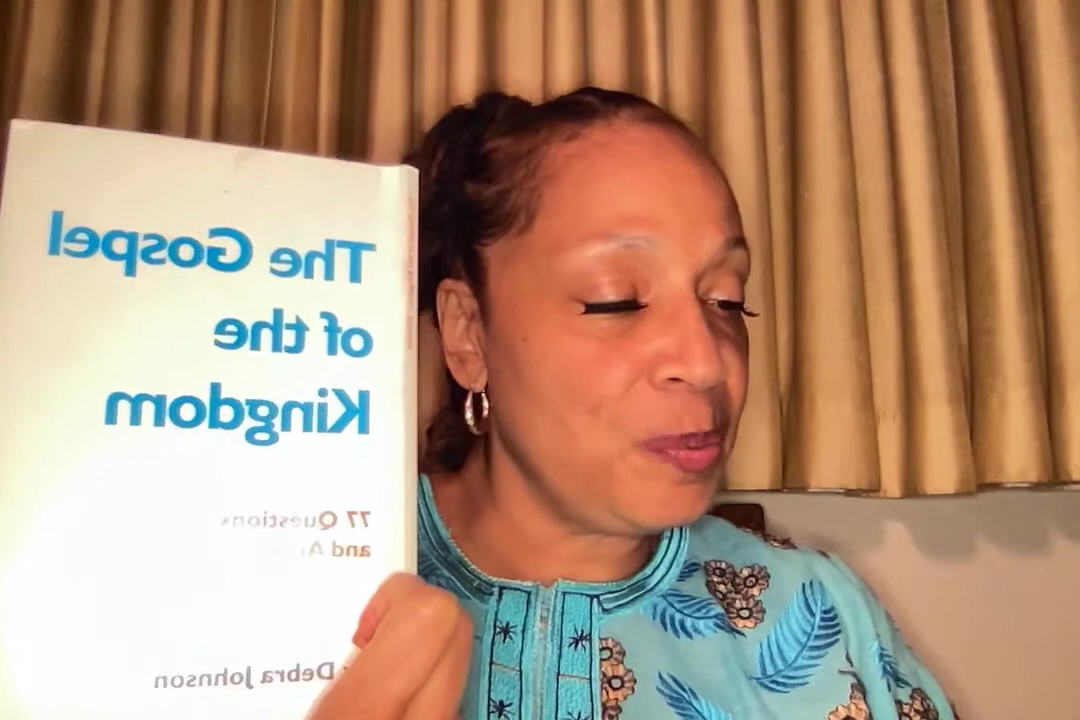 The Gospel
of the
Kingdom
77 Questions
and
Debra Johnson